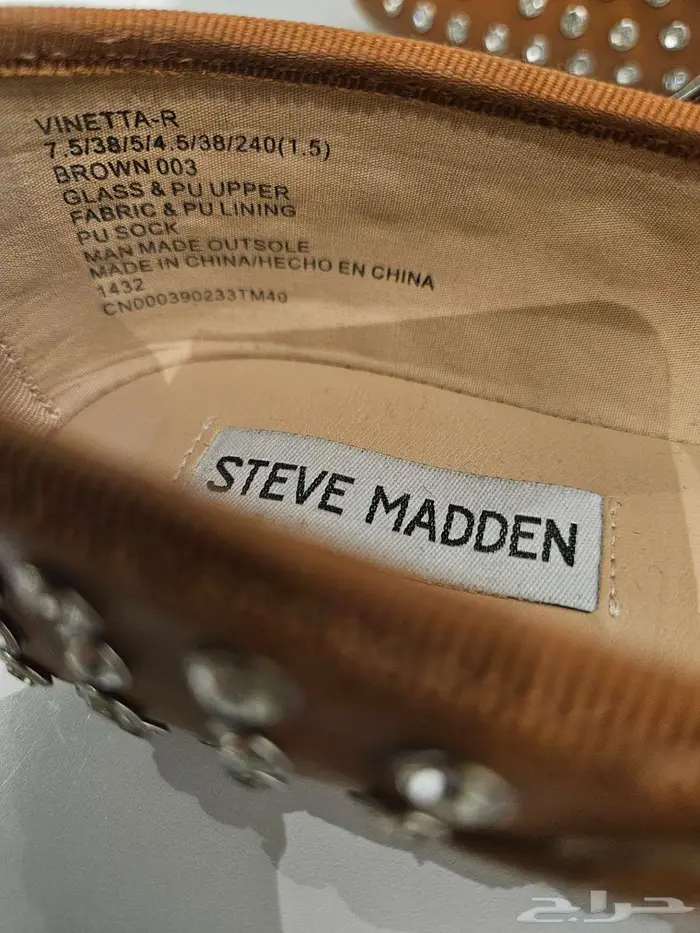 VINETTA-R
7.5/38/5/4.5/38/240(1.5)
BROWN 003
GLASS & PU UPPER
FABRIC & PU LINING
PU SOCK
MAN MADE OUTSOLE
MADE IN CHINA/HECHO EN CHINA
1432
CN000390233TM40
STEVE MADDEN
حراج